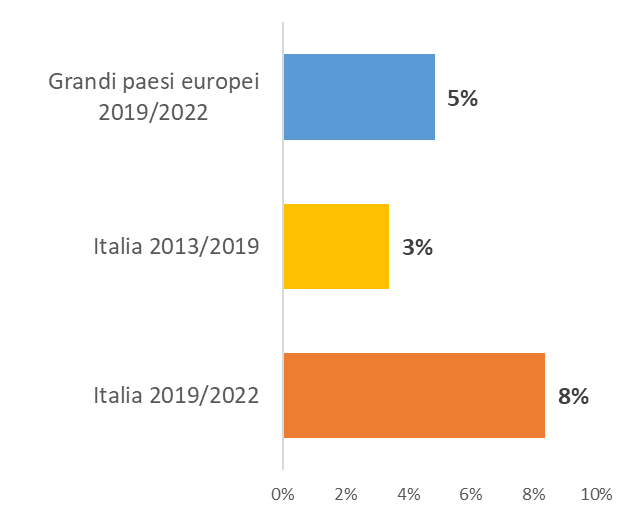 Grandi paesi europei
2019/2022
5%
Italia 2013/2019
3%
Italia 2019/2022
8%
0% 2% 4% 6% 8% 10%